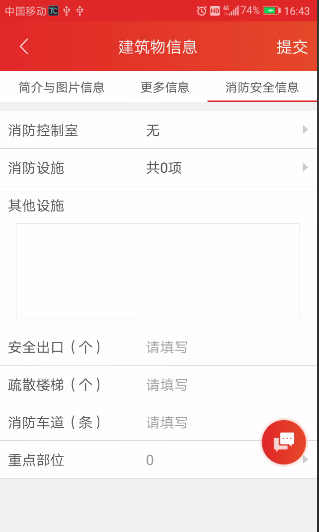 中国移动 TC HD 4G 74% 16:43
建筑物信息 提交
简介与图片信息 更多信息 消防安全信息
消防控制室 无
消防设施 共0项
其他设施
安全出口（个） 请填写
疏散楼梯（个） 请填写
消防车道（条） 请填写
重点部位 0